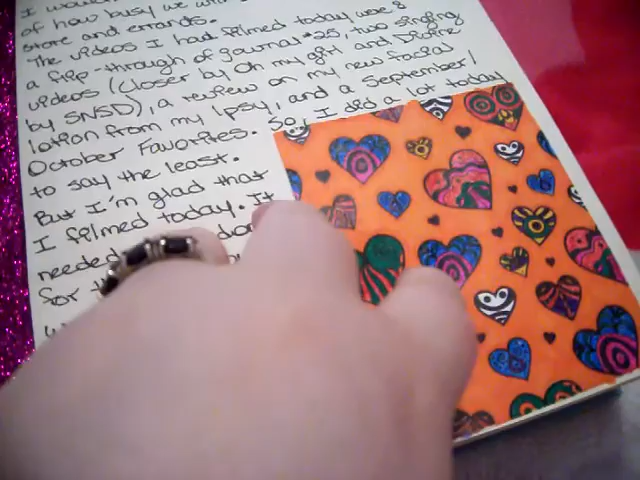 I
of how busy we
store and errands.
The videos I had filmed today were
a flip-through of journal #25, two singing
videos (Closer by Oh my girl and Divine
by SNSD), a review on my new facial
lotion from my Ipsy, and a September/
October Favorites. So, I did a lot today
to say the least.
But I'm glad that
I filmed today. It
needed
for